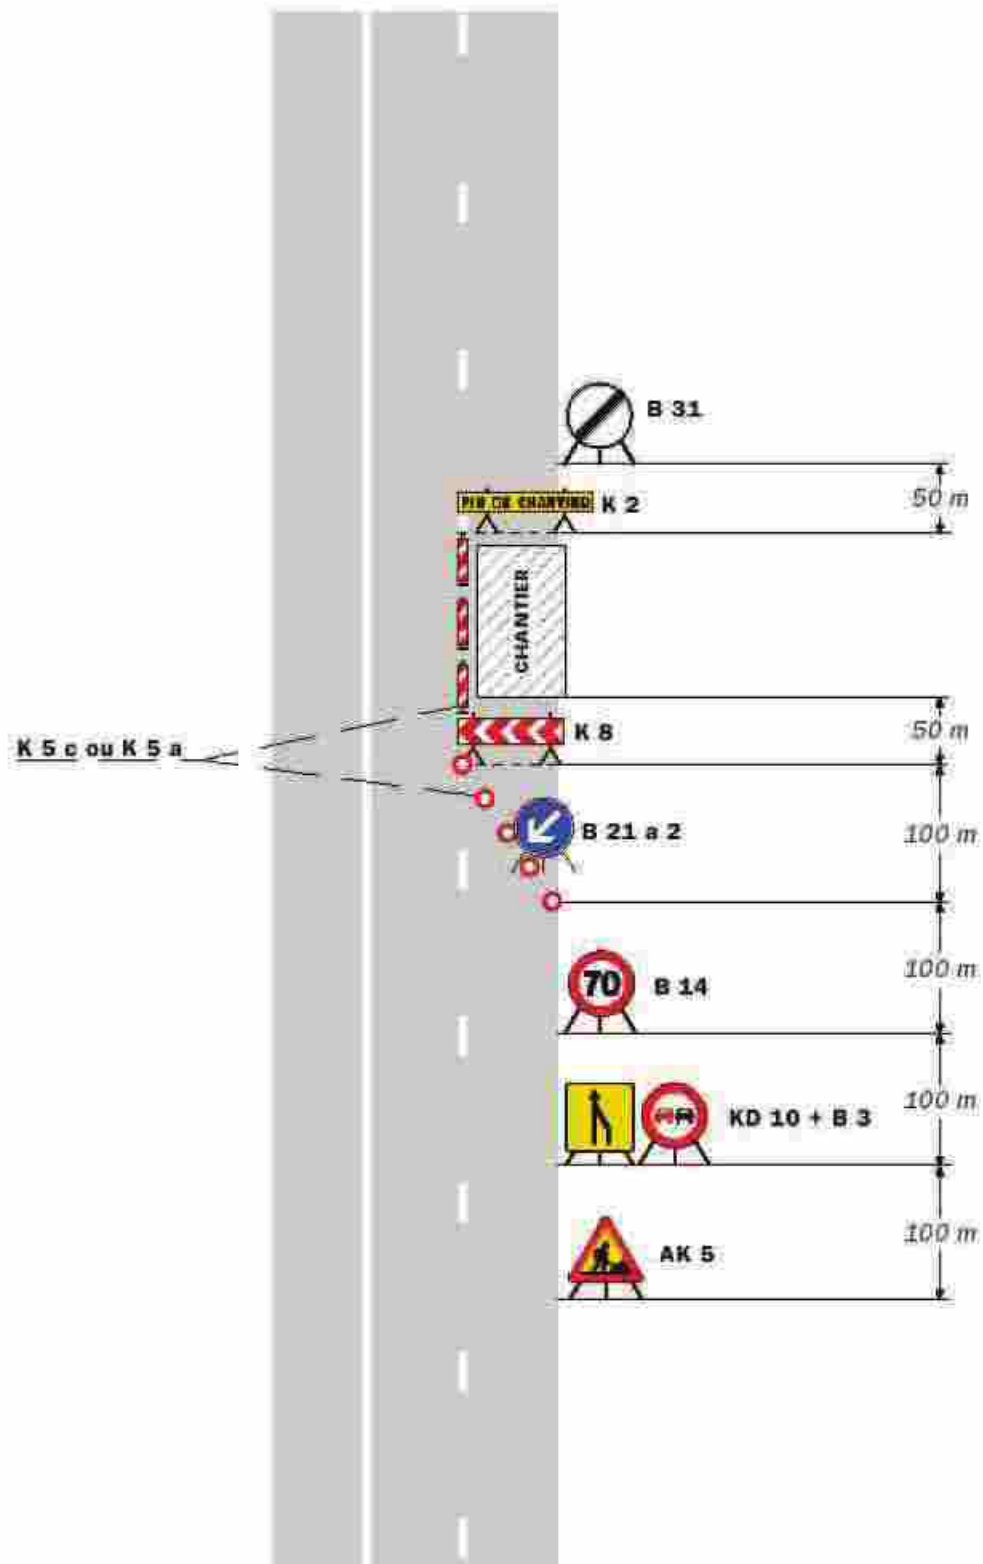 B 31
50 m
FIN DE CHANTIER K 2
CHANTIER
K 8
50 m
K 5 c ou K 5 a
B 21 a 2
100 m
100 m
70 B 14
100 m
KD 10 + B 3
100 m
AK 5